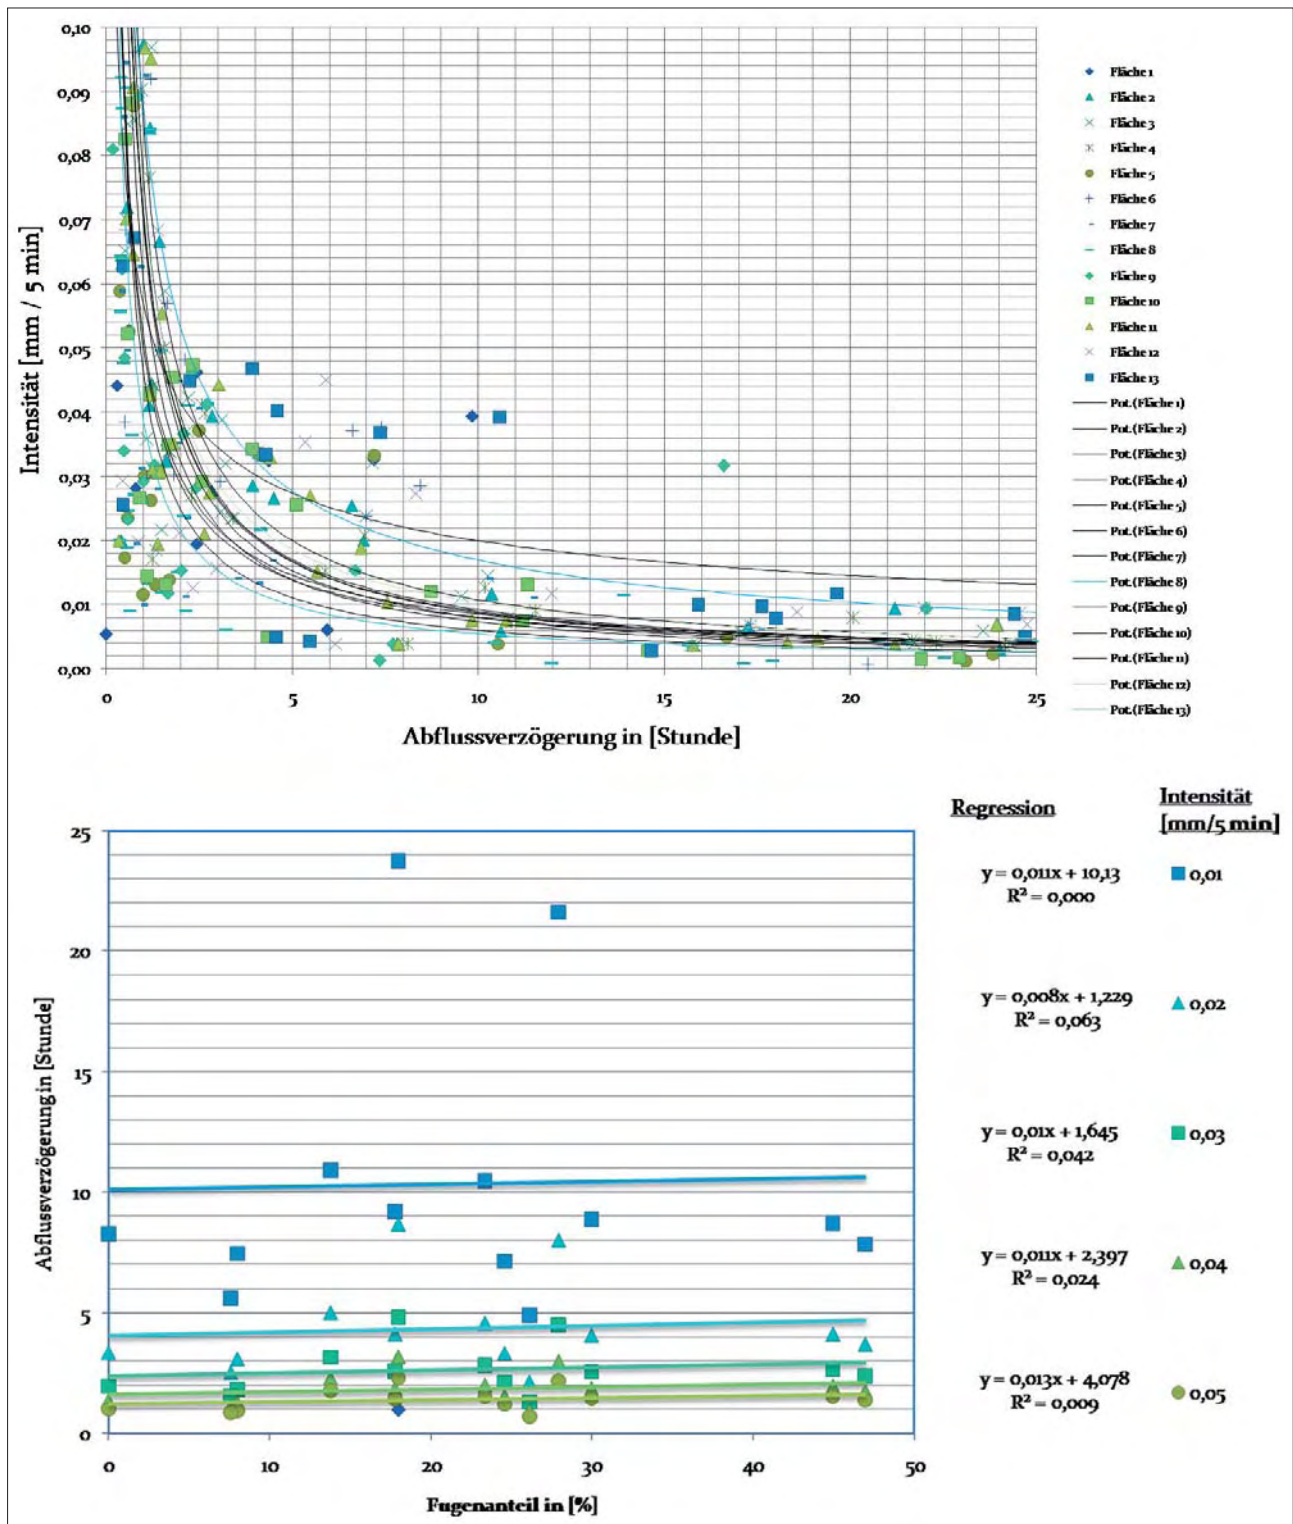 0,10
0,09
0,08
0,07
0,06
0,05
0,04
0,03
0,02
0,01
0,00
Intensität [mm / 5 min]
0 5 10 15 20 25
Abflussverzögerung in [Stunde]
Fläche 1
Fläche 2
Fläche 3
Fläche 4
Fläche 5
Fläche 6
Fläche 7
Fläche 8
Fläche 9
Fläche 10
Fläche 11
Fläche 12
Fläche 13
Pot.(Fläche 1)
Pot.(Fläche 2)
Pot.(Fläche 3)
Pot.(Fläche 4)
Pot.(Fläche 5)
Pot.(Fläche 6)
Pot.(Fläche 7)
Pot.(Fläche 8)
Pot.(Fläche 9)
Pot.(Fläche 10)
Pot.(Fläche 11)
Pot.(Fläche 12)
Pot.(Fläche 13)
25
20
15
10
5
0
Abflussverzögerung in [Stunde]
0 10 20 30 40 50
Fugenanteil in [%]
Regression
Intensität
[mm/5 min]
y = 0,011x + 10,13
R² = 0,000
0,01
y = 0,008x + 1,229
R² = 0,063
0,02
y = 0,01x + 1,645
R² = 0,042
0,03
y = 0,011x + 2,397
R² = 0,024
0,04
y = 0,013x + 4,078
R² = 0,009
0,05